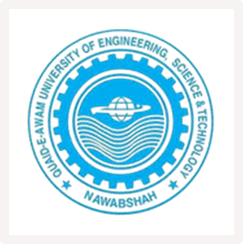 QUAID-E-AWAM UNIVERSITY OF ENGINEERING, SCIENCE & TECHNOLOGY
NAWABSHAH